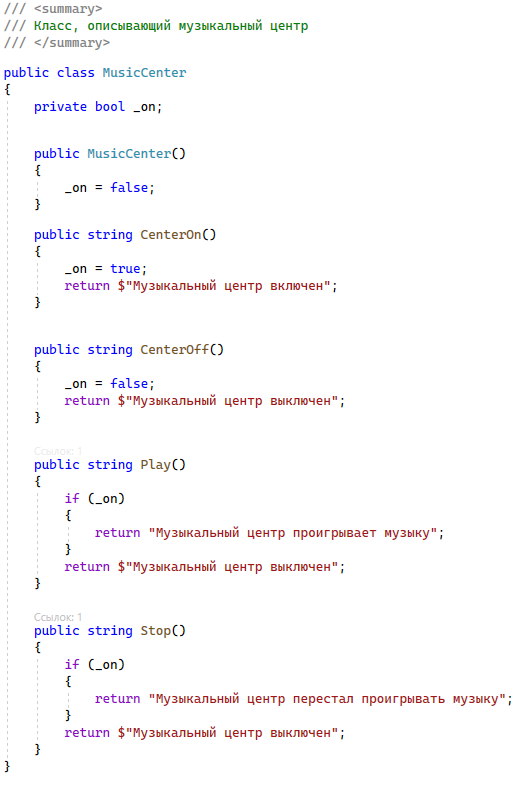 /// <summary>
/// Класс, описывающий музыкальный центр
/// </summary>
public class MusicCenter
{
    private bool _on;
    public MusicCenter()
    {
        _on = false;
    }
    public string CenterOn()
    {
        _on = true;
        return $"Музыкальный центр включен";
    }
    public string CenterOff()
    {
        _on = false;
        return $"Музыкальный центр выключен";
    }
    Ссылок: 1
    public string Play()
    {
        if (_on)
        {
            return "Музыкальный центр проигрывает музыку";
        }
        return $"Музыкальный центр выключен";
    }
    Ссылок: 1
    public string Stop()
    {
        if (_on)
        {
            return "Музыкальный центр перестал проигрывать музыку";
        }
        return $"Музыкальный центр выключен";
    }
}